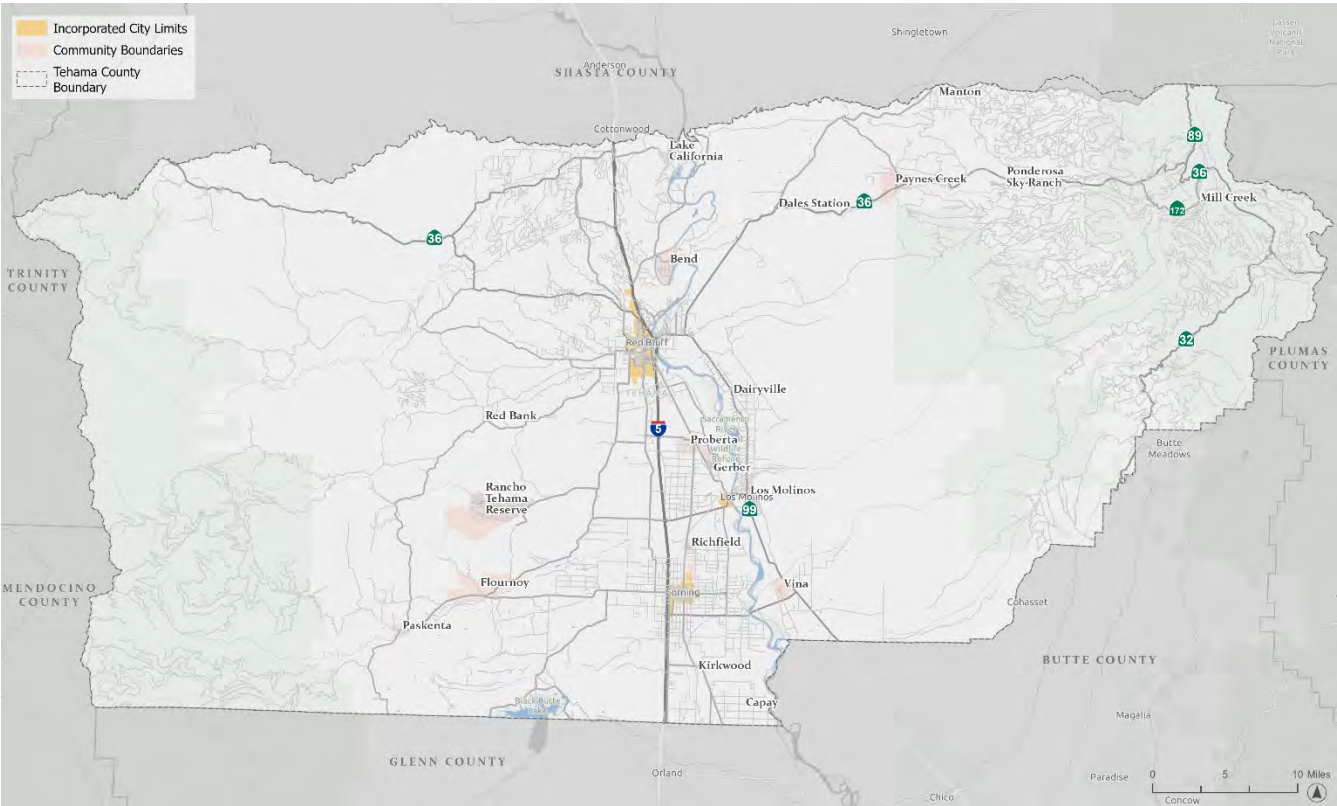 Incorporated City Limits
Community Boundaries
Tehama County
Boundary
Shingletown
Lassen
Volcanic
National
Park
Anderson
SHASTA COUNTY
Cottonwood
Manton
89
Lake
California
Ponderosa
Sky-Ranch
36
Paynes Creek
Mill Creek
Dales Station
36
172
36
TRINITY
COUNTY
Bend
Red Bluff
32
PLUMAS
COUNTY
TEHAMA
Dairyville
Red Bank
Sacramento
River
Wildlife
Refuge
5
Proberta
Butte
Meadows
Gerber
Rancho
Tehama
Reserve
Los Molinos
Los Molinos
99
Richfield
MENDOCINO
COUNTY
Flournoy
Vina
Corning
Cohasset
Paskenta
Kirkwood
BUTTE COUNTY
Black Butte
Lake
Capay
Magalia
GLENN COUNTY
Orland
Paradise
0 5 10 Miles
Chico
Concow